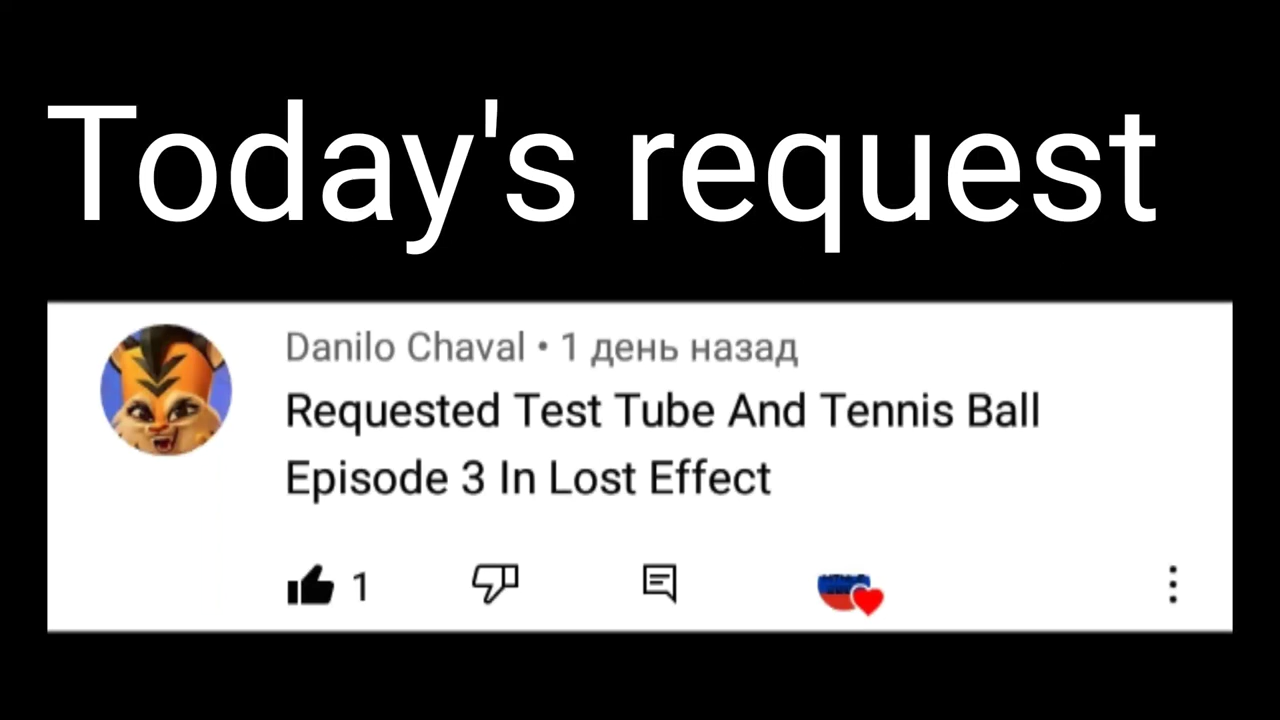 Today's request
Danilo Chaval • 1 день назад
Requested Test Tube And Tennis Ball
Episode 3 In Lost Effect
1